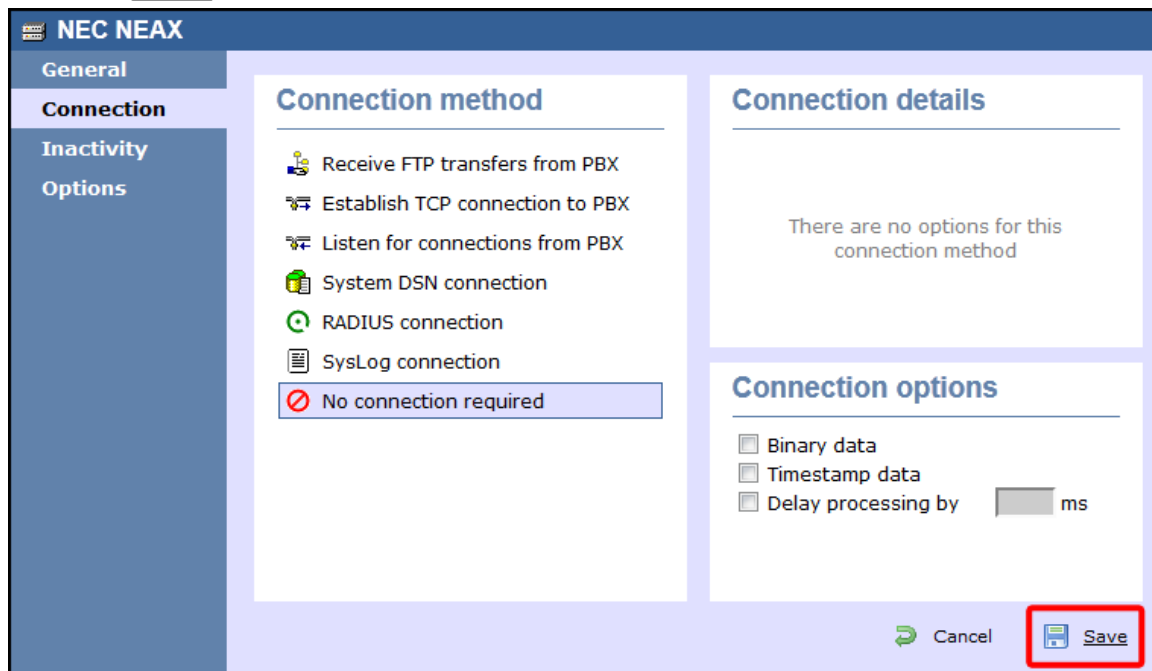 NEC NEAX
General
Connection
Inactivity
Options
Connection method
Receive FTP transfers from PBX
Establish TCP connection to PBX
Listen for connections from PBX
System DSN connection
RADIUS connection
SysLog connection
No connection required
Connection details
There are no options for this
connection method
Connection options
Binary data
Timestamp data
Delay processing by ms
Cancel Save